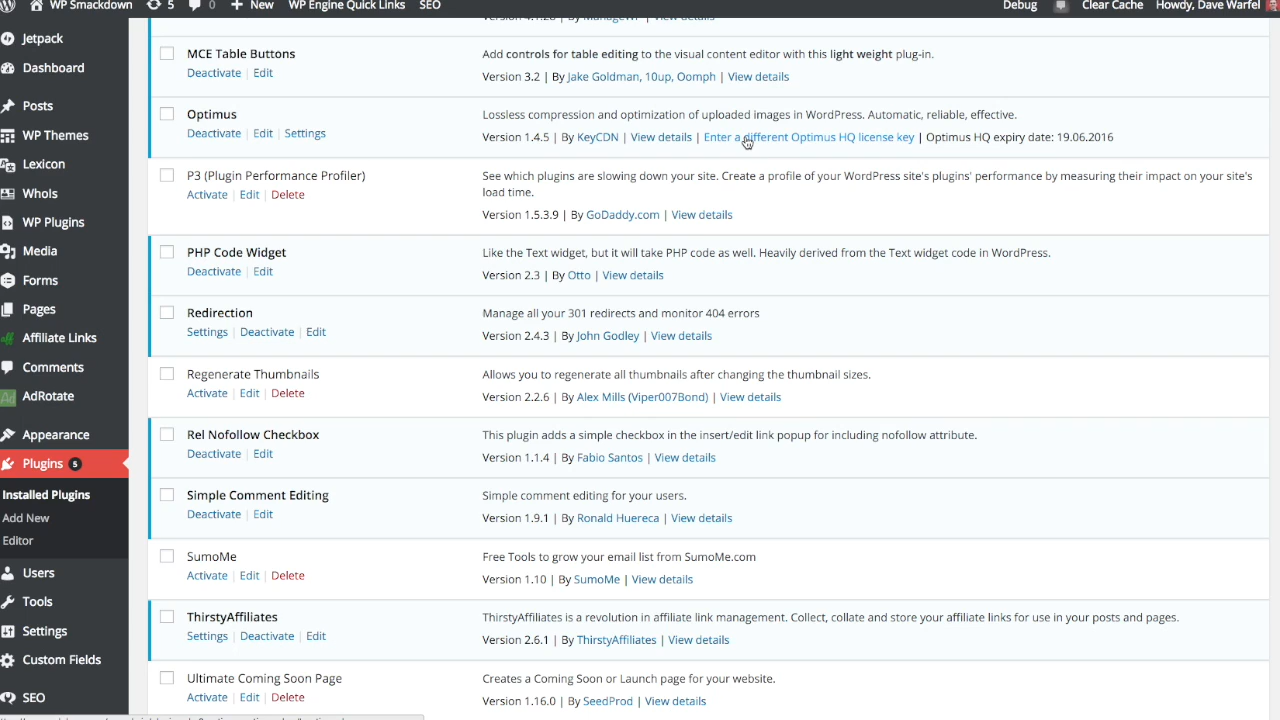 WP Smackdown 5 0 New WP Engine Quick Links SEO Debug Clear Cache Howdy, Dave Warfel
Jetpack
Dashboard
Posts
WP Themes
Lexicon
WhoIs
WP Plugins
Media
Forms
Pages
Affiliate Links
Comments
AdRotate
Appearance
Plugins 5
Installed Plugins
Add New
Editor
Users
Tools
Settings
Custom Fields
SEO
MCE Table Buttons
Deactivate | Edit
Add controls for table editing to the visual content editor with this light weight plug-in.
Version 3.2 | By Jake Goldman, 10up, Oomph | View details
Optimus
Deactivate | Edit | Settings
Lossless compression and optimization of uploaded images in WordPress. Automatic, reliable, effective.
Version 1.4.5 | By KeyCDN | View details | Enter a different Optimus HQ license key | Optimus HQ expiry date: 19.06.2016
P3 (Plugin Performance Profiler)
Activate | Edit | Delete
See which plugins are slowing down your site. Create a profile of your WordPress site's plugins' performance by measuring their impact on your site's
load time.
Version 1.5.3.9 | By GoDaddy.com | View details
PHP Code Widget
Deactivate | Edit
Like the Text widget, but it will take PHP code as well. Heavily derived from the Text widget code in WordPress.
Version 2.3 | By Otto | View details
Redirection
Settings | Deactivate | Edit
Manage all your 301 redirects and monitor 404 errors
Version 2.4.3 | By John Godley | View details
Regenerate Thumbnails
Activate | Edit | Delete
Allows you to regenerate all thumbnails after changing the thumbnail sizes.
Version 2.2.6 | By Alex Mills (Viper007Bond) | View details
Rel Nofollow Checkbox
Deactivate | Edit
This plugin adds a simple checkbox in the insert/edit link popup for including nofollow attribute.
Version 1.1.4 | By Fabio Santos | View details
Simple Comment Editing
Deactivate | Edit
Simple comment editing for your users.
Version 1.9.1 | By Ronald Huereca | View details
SumoMe
Activate | Edit | Delete
Free Tools to grow your email list from SumoMe.com
Version 1.10 | By SumoMe | View details
ThirstyAffiliates
Settings | Deactivate | Edit
ThirstyAffiliates is a revolution in affiliate link management. Collect, collate and store your affiliate links for use in your posts and pages.
Version 2.6.1 | By ThirstyAffiliates | View details
Ultimate Coming Soon Page
Activate | Edit | Delete
Creates a Coming Soon or Launch page for your website.
Version 1.16.0 | By SeedProd | View details